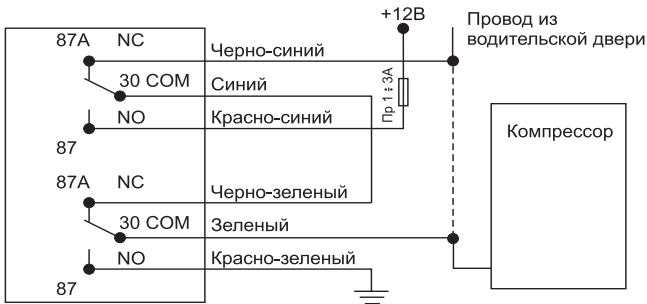 +12В
Провод из
водительской двери
87A NC
Черно-синий
30 COM
Синий
Пр 1 ÷ 3А
NO
Красно-синий
87
Компрессор
87A NC
Черно-зеленый
30 COM
Зеленый
NO
Красно-зеленый
87